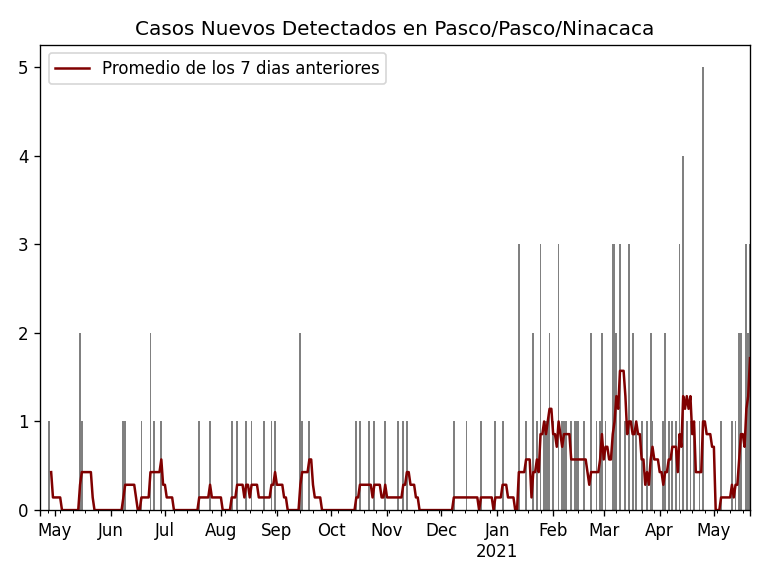 Casos Nuevos Detectados en Pasco/Pasco/Ninacaca
Promedio de los 7 dias anteriores
5
4
3
2
1
0
May Jun Jul Aug Sep Oct Nov Dec Jan Feb Mar Apr May
2021